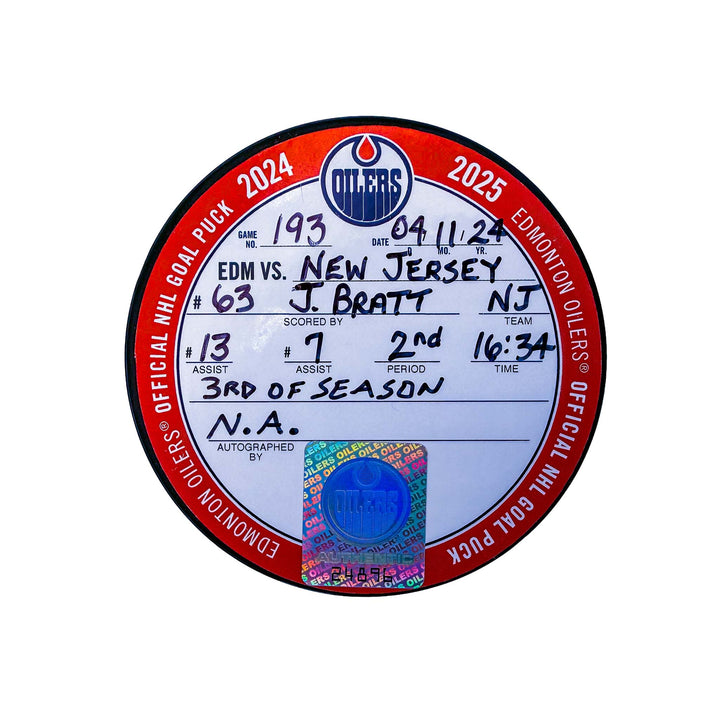 OFFICIAL NHL GOAL PUCK 2024
2025 EDMONTON OILERS®
OILERS
GAME NO. 193 DATE 04 11 24
D MO. YR.
EDM VS. NEW JERSEY
# 63 J. BRATT NJ
SCORED BY TEAM
# 13 # 7 2nd 16:34
ASSIST ASSIST PERIOD TIME
3RD OF SEASON
N.A.
AUTOGRAPHED BY
EDMONTON OILERS®
OFFICIAL NHL GOAL PUCK
OILERS
AUTHENTIC
24896